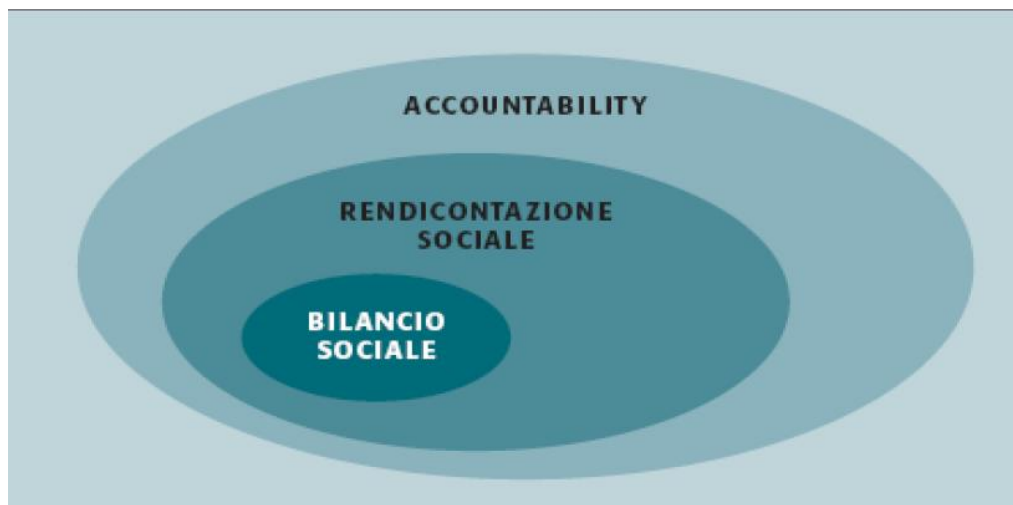 ACCOUNTABILITY
RENDICONTAZIONE
SOCIALE
BILANCIO
SOCIALE